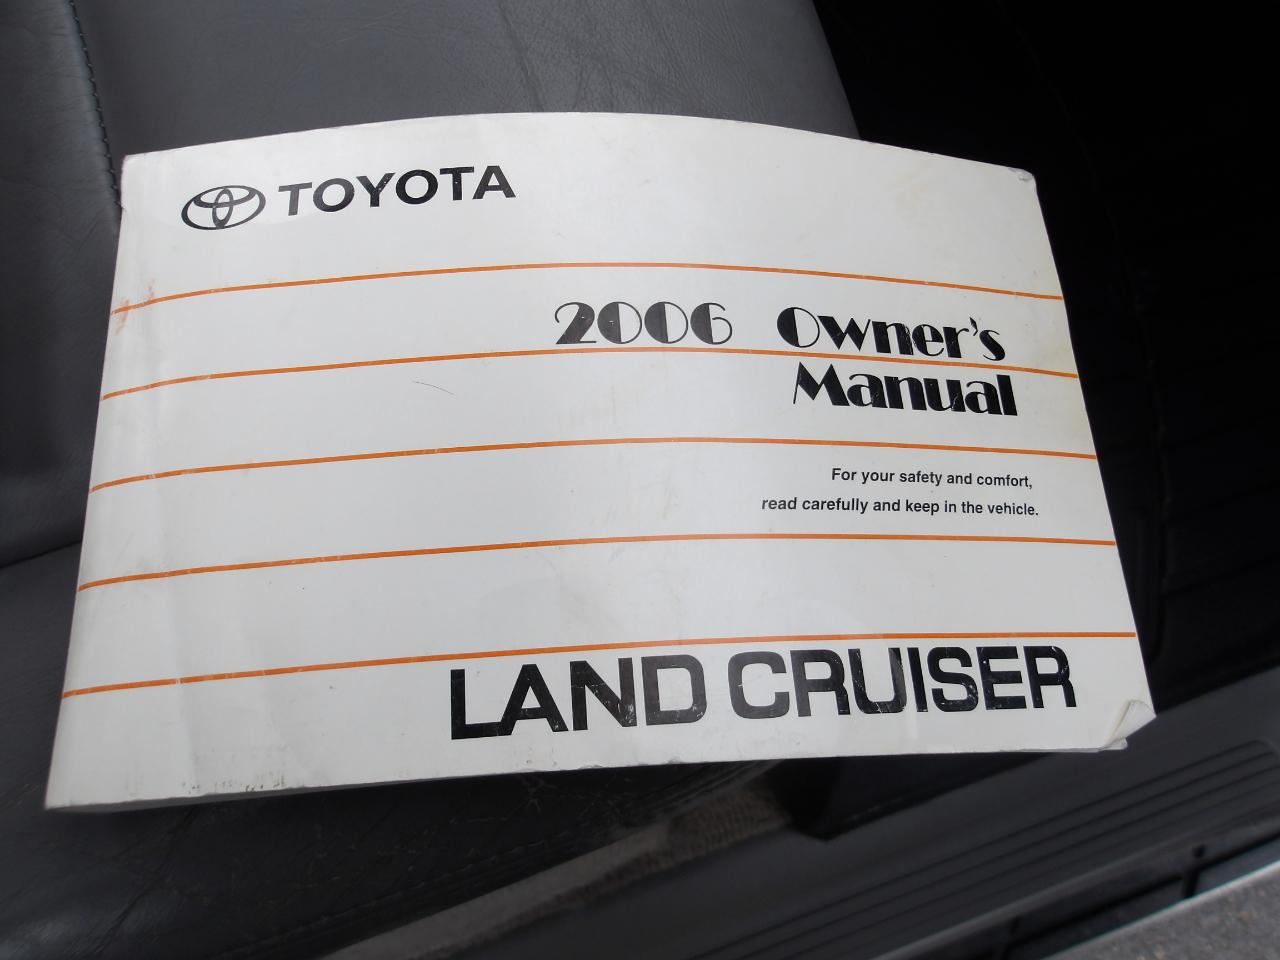 TOYOTA
2006 Owner's
Manual
For your safety and comfort,
read carefully and keep in the vehicle.
LAND CRUISER